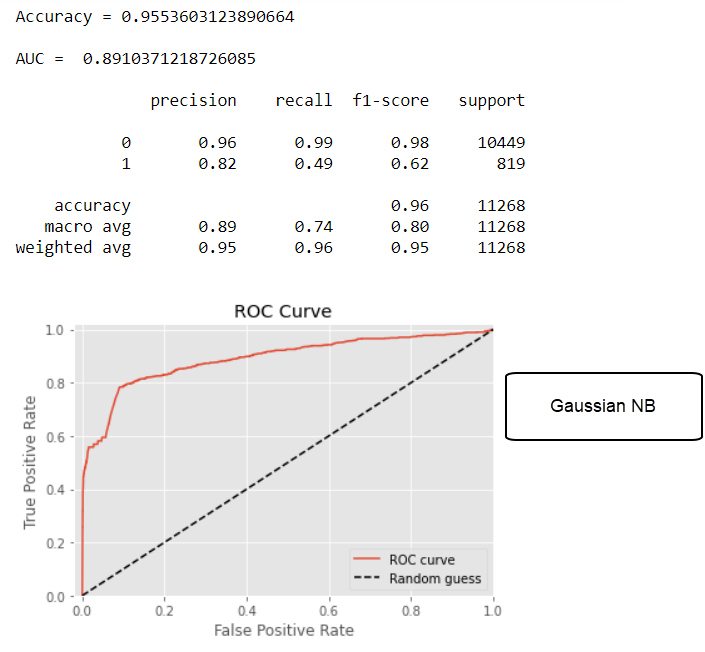 Accuracy = 0.9553603123890664
AUC =  0.8910371218726085
precision    recall  f1-score   support
0       0.96      0.99      0.98     10449
1       0.82      0.49      0.62       819
accuracy                           0.96     11268
macro avg       0.89      0.74      0.80     11268
weighted avg       0.95      0.96      0.95     11268
ROC Curve
1.0
0.8
0.6
0.4
0.2
0.0
True Positive Rate
ROC curve
Random guess
0.0 0.2 0.4 0.6 0.8 1.0
False Positive Rate
Gaussian NB